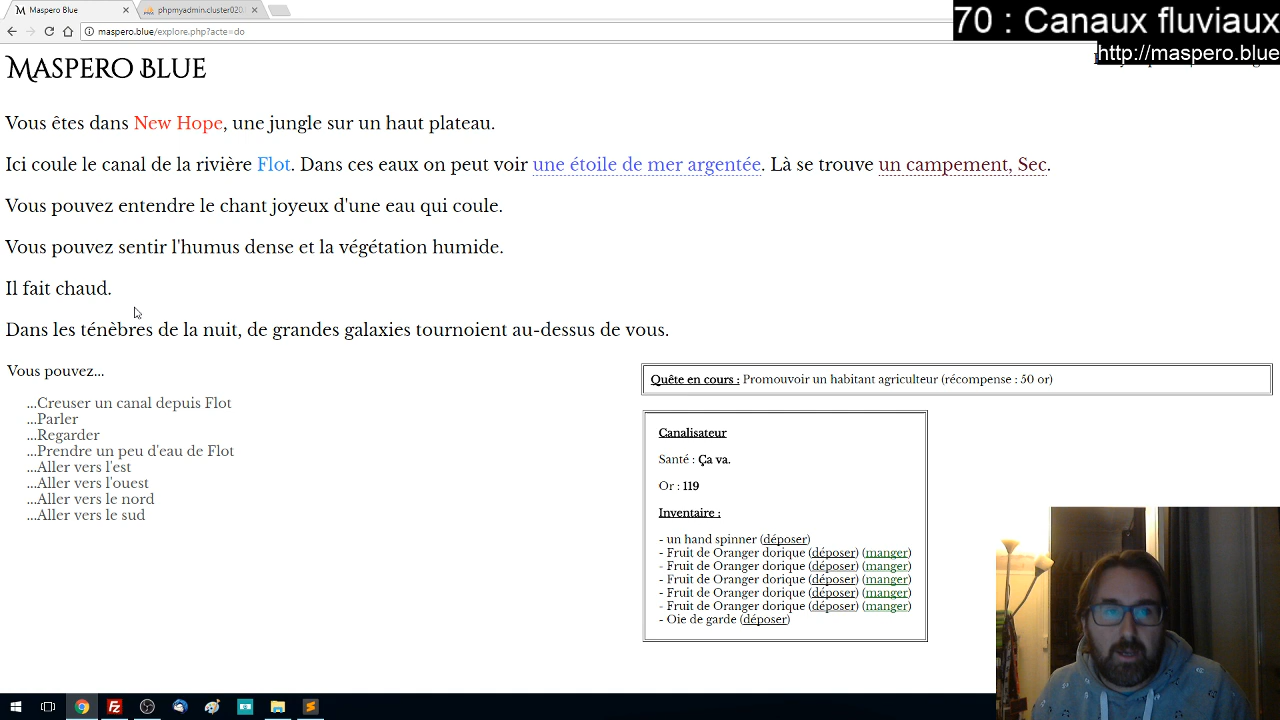 Maspero Blue
phpmyadmin.cluster020.
maspero.blue/explore.php?acte=do
70 : Canaux fluviaux
http://maspero.blue
Maspero Blue
Vous êtes dans New Hope, une jungle sur un haut plateau.
Ici coule le canal de la rivière Flot. Dans ces eaux on peut voir une étoile de mer argentée. Là se trouve un campement, Sec.
Vous pouvez entendre le chant joyeux d'une eau qui coule.
Vous pouvez sentir l'humus dense et la végétation humide.
Il fait chaud.
Dans les ténèbres de la nuit, de grandes galaxies tournoient au-dessus de vous.
Vous pouvez...
...Creuser un canal depuis Flot
...Parler
...Regarder
...Prendre un peu d'eau de Flot
...Aller vers l'est
...Aller vers l'ouest
...Aller vers le nord
...Aller vers le sud
Quête en cours : Promouvoir un habitant agriculteur (récompense : 50 or)
Canalisateur
Santé : Ça va.
Or : 119
Inventaire :
- un hand spinner (déposer)
- Fruit de Oranger dorique (déposer) (manger)
- Fruit de Oranger dorique (déposer) (manger)
- Fruit de Oranger dorique (déposer) (manger)
- Fruit de Oranger dorique (déposer) (manger)
- Fruit de Oranger dorique (déposer) (manger)
- Oie de garde (déposer)